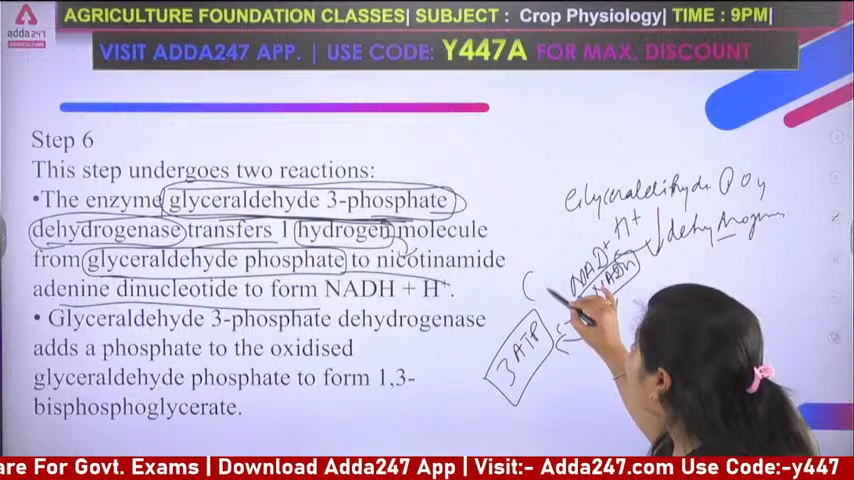 AGRICULTURE FOUNDATION CLASSES| SUBJECT : Crop Physiology| TIME : 9PM|
adda247
AGRICULTURE
VISIT ADDA247 APP. | USE CODE: Y447A FOR MAX. DISCOUNT
Step 6
This step undergoes two reactions:
•The enzyme glyceraldehyde 3-phosphate
dehydrogenase transfers 1 hydrogen molecule
from glyceraldehyde phosphate to nicotinamide
adenine dinucleotide to form NADH + H⁺.
• Glyceraldehyde 3-phosphate dehydrogenase
adds a phosphate to the oxidised
glyceraldehyde phosphate to form 1,3-
bisphosphoglycerate.
PO4
H+
NAD+
NADH
3 ATP
are For Govt. Exams | Download Adda247 App | Visit:- Adda247.com Use Code:-y447